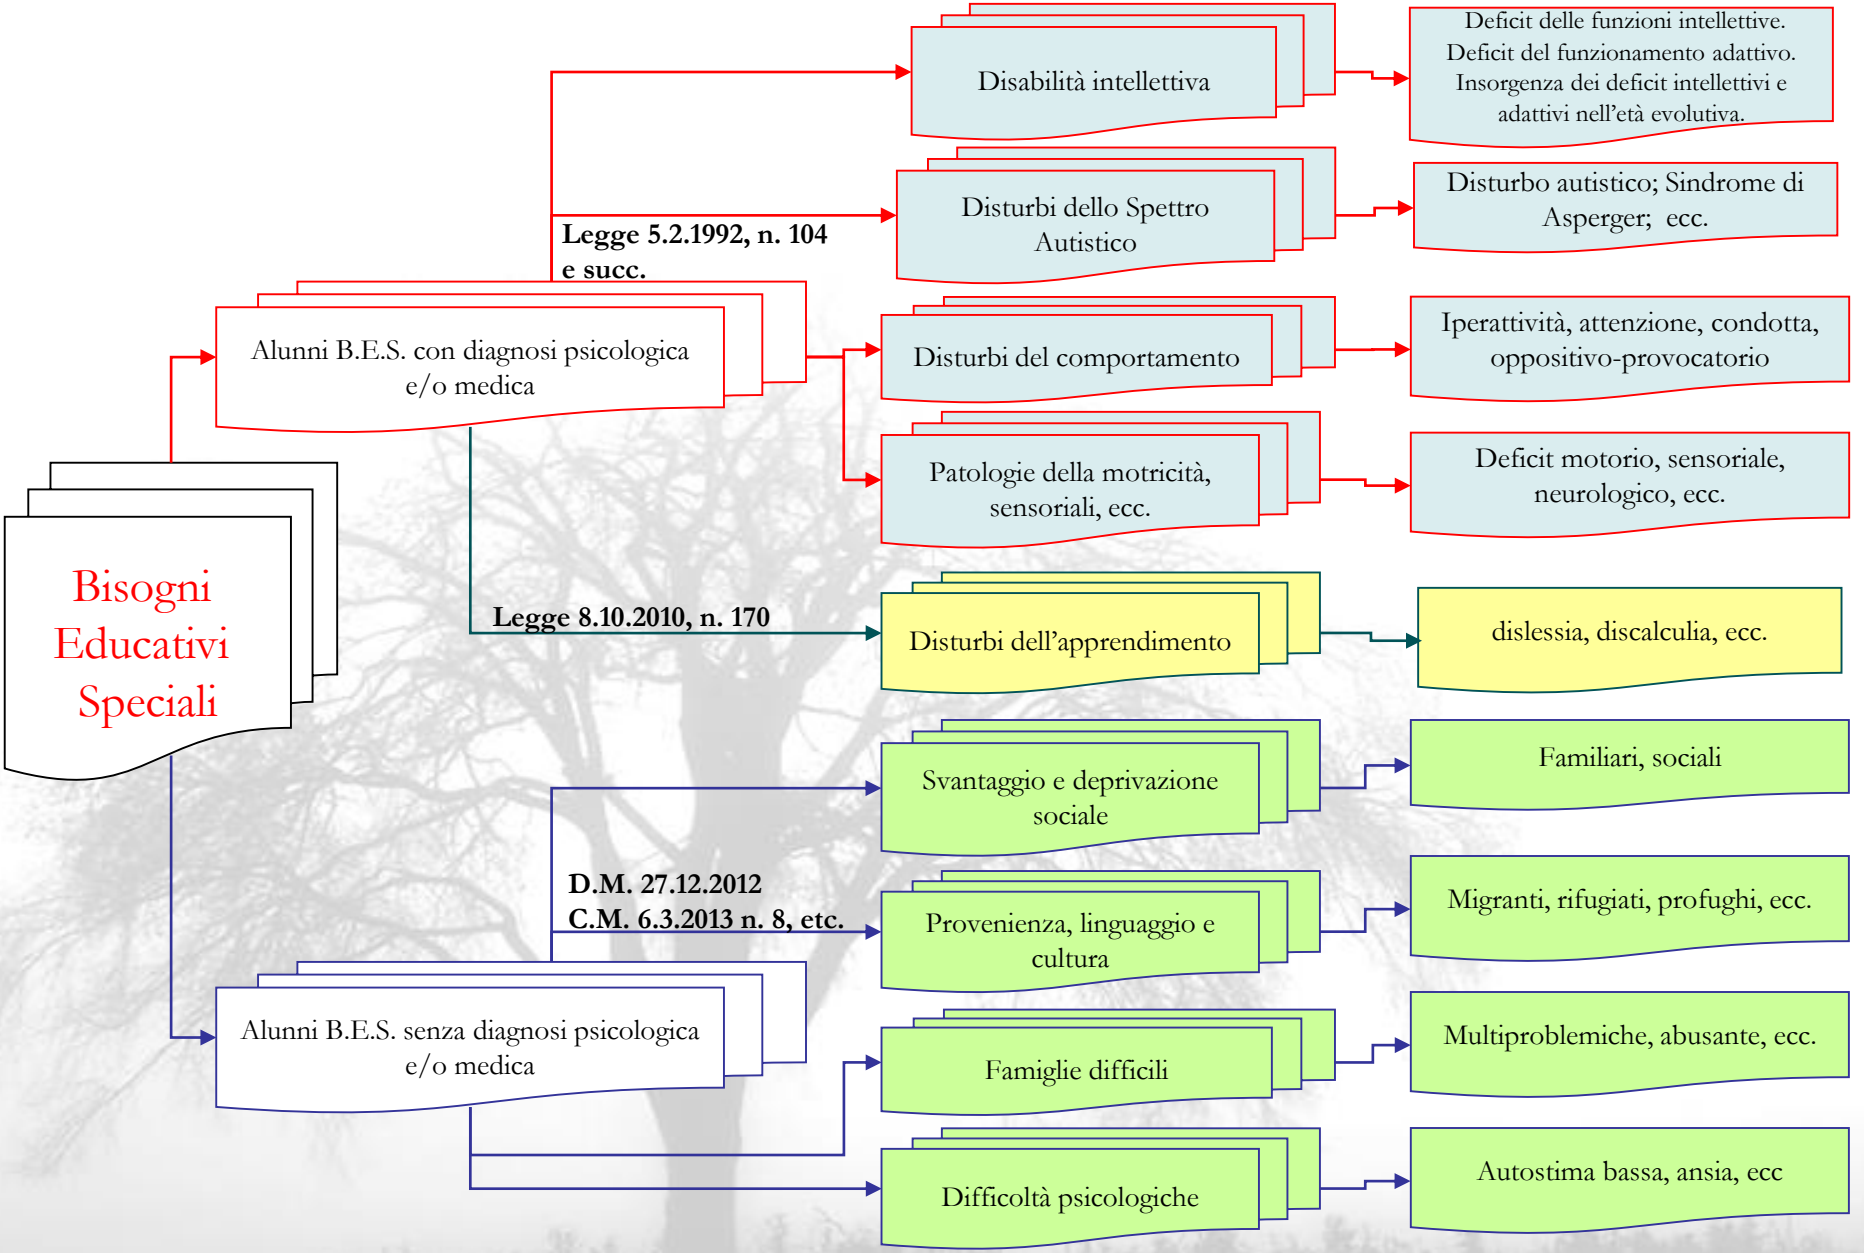 Bisogni
Educativi
Speciali
Alunni B.E.S. con diagnosi psicologica
e/o medica
Legge 5.2.1992, n. 104
e succ.
Disabilità intellettiva
Deficit delle funzioni intellettive.
Deficit del funzionamento adattivo.
Insorgenza dei deficit intellettivi e
adattivi nell'età evolutiva.
Disturbi dello Spettro
Autistico
Disturbo autistico; Sindrome di
Asperger; ecc.
Disturbi del comportamento
Iperattività, attenzione, condotta,
oppositivo-provocatorio
Patologie della motricità,
sensoriali, ecc.
Deficit motorio, sensoriale,
neurologico, ecc.
Legge 8.10.2010, n. 170
Disturbi dell'apprendimento
dislessia, discalculia, ecc.
Alunni B.E.S. senza diagnosi psicologica
e/o medica
D.M. 27.12.2012
C.M. 6.3.2013 n. 8, etc.
Svantaggio e deprivazione
sociale
Familiari, sociali
Provenienza, linguaggio e
cultura
Migranti, rifugiati, profughi, ecc.
Famiglie difficili
Multiproblemiche, abusante, ecc.
Difficoltà psicologiche
Autostima bassa, ansia, ecc